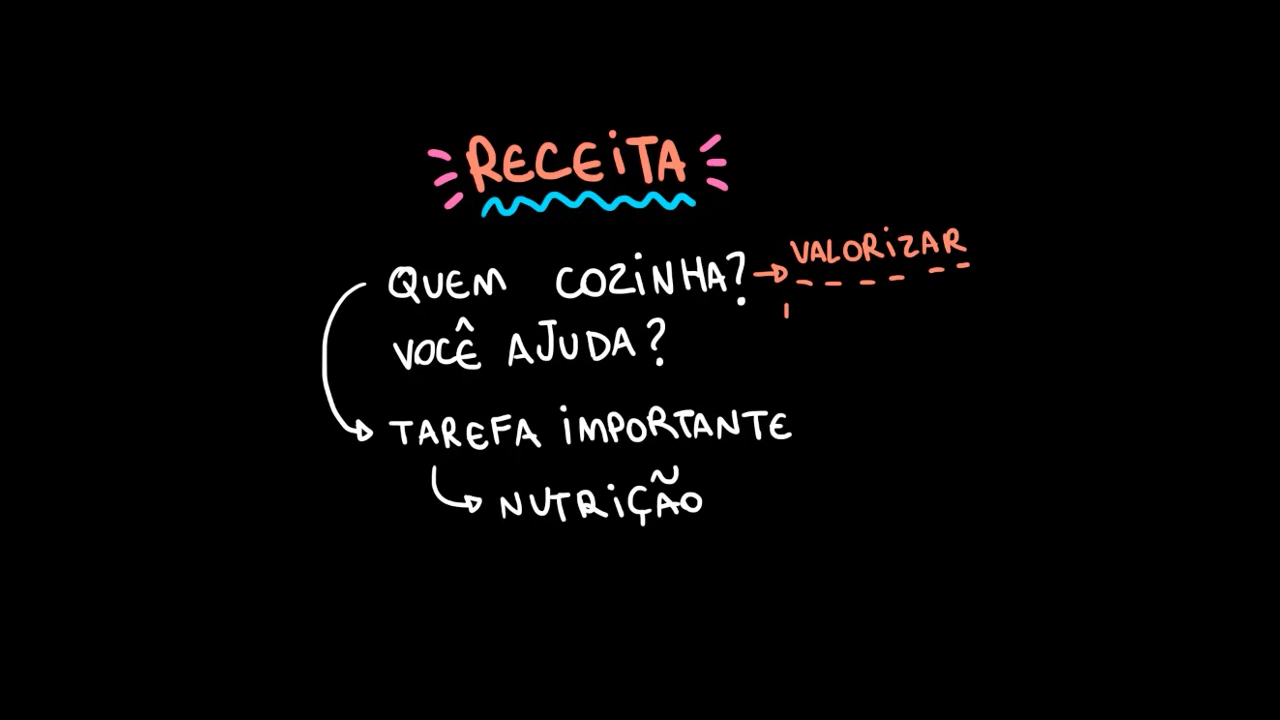 RECEITA
QUEM COZINHA? → VALORIZAR
VOCÊ AJUDA?
TAREFA IMPORTANTE
NUTRIÇÃO